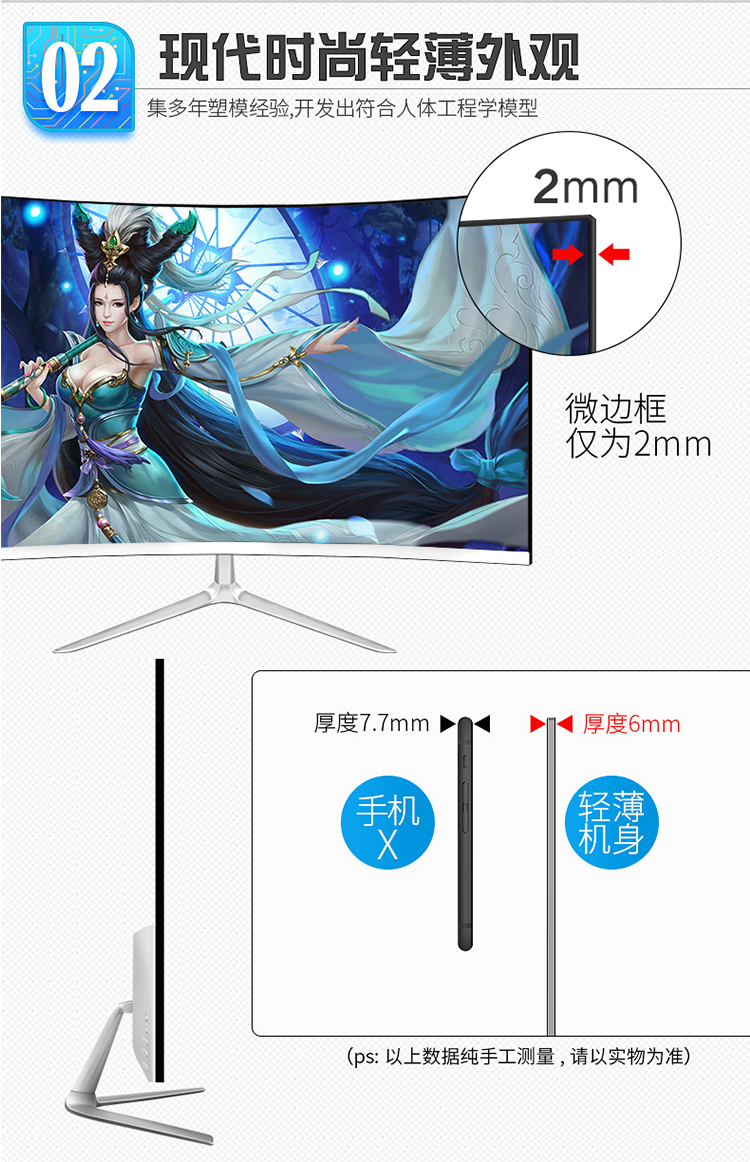 02
现代时尚轻薄外观
集多年塑模经验,开发出符合人体工程学模型
2mm
微边框
仅为2mm
厚度7.7mm
厚度6mm
手机
X
轻薄
机身
(ps: 以上数据纯手工测量 , 请以实物为准)